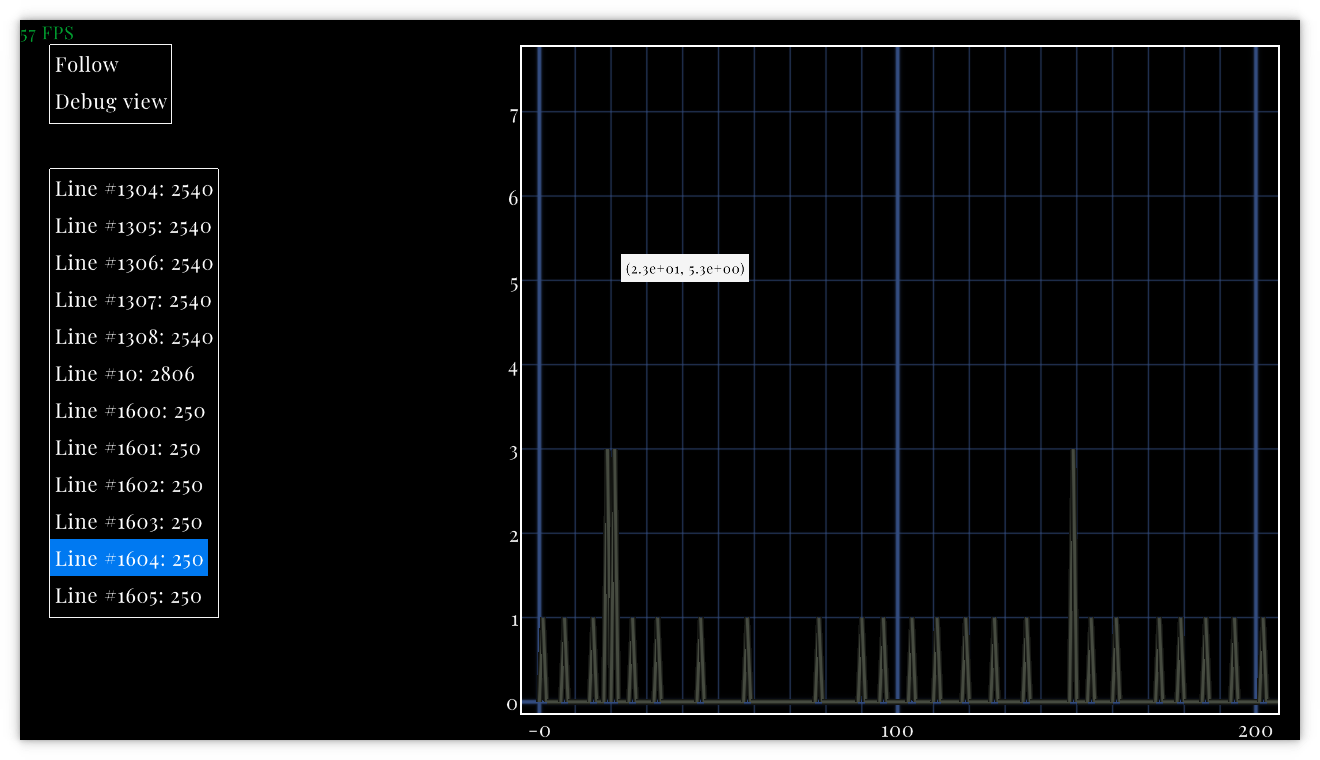 57 FPS
Follow
Debug view
Line #1304: 2540
Line #1305: 2540
Line #1306: 2540
Line #1307: 2540
Line #1308: 2540
Line #10: 2806
Line #1600: 250
Line #1601: 250
Line #1602: 250
Line #1603: 250
Line #1604: 250
Line #1605: 250
7
6
(2.3e+01, 5.3e+00)
5
4
3
2
1
0
-0 100 200